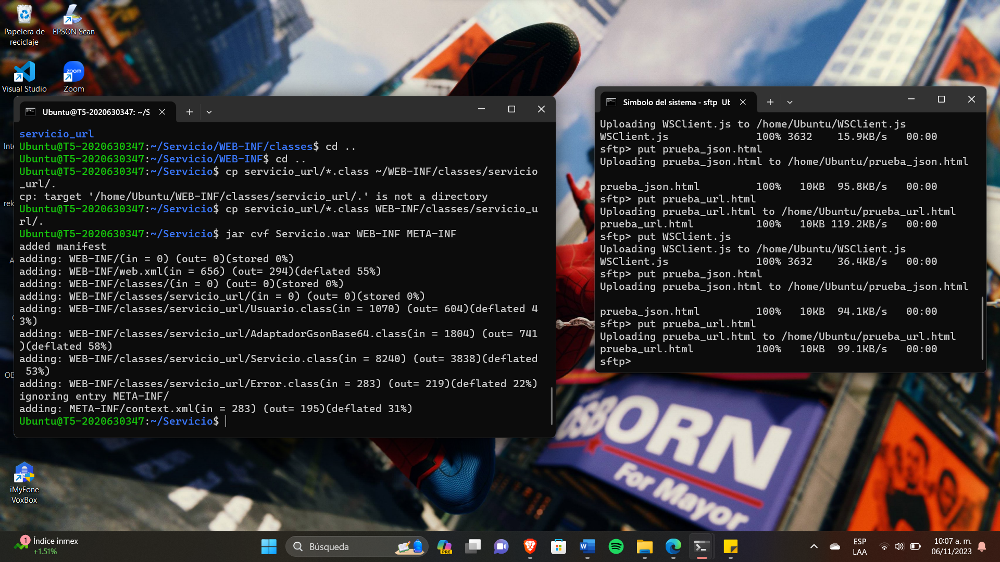 Papelera de
reciclaje
EPSON Scan
Visual Studio
zoom
Zoom
Inte
rek
A
OB
iMyFone
VoxBox
Ubuntu@T5-2020630347: ~/S
servicio_url
Ubuntu@T5-2020630347:~/Servicio/WEB-INF/classes$ cd ..
Ubuntu@T5-2020630347:~/Servicio/WEB-INF$ cd ..
Ubuntu@T5-2020630347:~/Servicio$ cp servicio_url/*.class ~/WEB-INF/classes/servicio
_url/.
cp: target '/home/Ubuntu/WEB-INF/classes/servicio_url/.' is not a directory
Ubuntu@T5-2020630347:~/Servicio$ cp servicio_url/*.class WEB-INF/classes/servicio_u
rl/.
Ubuntu@T5-2020630347:~/Servicio$ jar cvf Servicio.war WEB-INF META-INF
added manifest
adding: WEB-INF/(in = 0) (out= 0)(stored 0%)
adding: WEB-INF/web.xml(in = 656) (out= 294)(deflated 55%)
adding: WEB-INF/classes/(in = 0) (out= 0)(stored 0%)
adding: WEB-INF/classes/servicio_url/(in = 0) (out= 0)(stored 0%)
adding: WEB-INF/classes/servicio_url/Usuario.class(in = 1070) (out= 604)(deflated 4
3%)
adding: WEB-INF/classes/servicio_url/AdaptadorGsonBase64.class(in = 1804) (out= 741
)(deflated 58%)
adding: WEB-INF/classes/servicio_url/Servicio.class(in = 8240) (out= 3838)(deflated
53%)
adding: WEB-INF/classes/servicio_url/Error.class(in = 283) (out= 219)(deflated 22%)
ignoring entry META-INF/
adding: META-INF/context.xml(in = 283) (out= 195)(deflated 31%)
Ubuntu@T5-2020630347:~/Servicio$
Símbolo del sistema - sftp Ub
Uploading WSClient.js to /home/Ubuntu/WSClient.js
WSClient.js 100% 3632 15.9KB/s 00:00
sftp> put prueba_json.html
Uploading prueba_json.html to /home/Ubuntu/prueba_json.html
prueba_json.html 100% 10KB 95.8KB/s 00:00
sftp> put prueba_url.html
Uploading prueba_url.html to /home/Ubuntu/prueba_url.html
prueba_url.html 100% 10KB 119.2KB/s 00:00
sftp> put WSClient.js
Uploading WSClient.js to /home/Ubuntu/WSClient.js
WSClient.js 100% 3632 36.4KB/s 00:00
sftp> put prueba_json.html
Uploading prueba_json.html to /home/Ubuntu/prueba_json.html
prueba_json.html 100% 10KB 94.1KB/s 00:00
sftp> put prueba_url.html
Uploading prueba_url.html to /home/Ubuntu/prueba_url.html
prueba_url.html 100% 10KB 99.1KB/s 00:00
sftp>
OSBORN
For Mayor
1
Índice inmex
+1.51%
Búsqueda
PRE
W
ESP
LAA
10:07 a. m.
06/11/2023